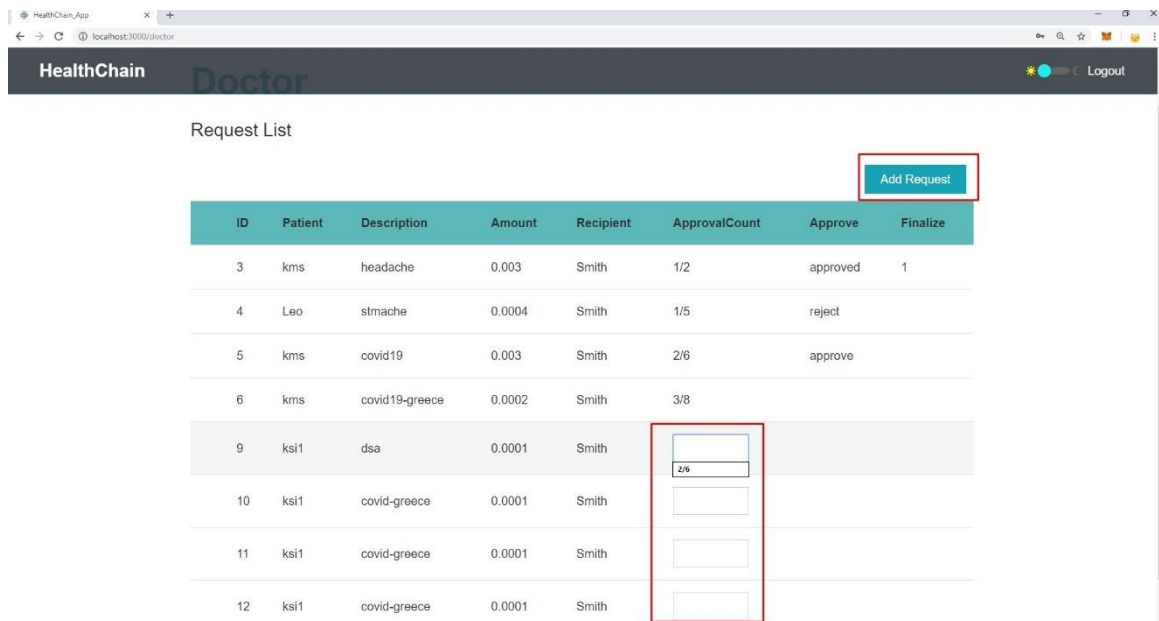 HealthChain_App
localhost:3000/doctor
HealthChain
Logout
Doctor
Request List
Add Request
ID Patient Description Amount Recipient ApprovalCount Approve Finalize
3 kms headache 0.003 Smith 1/2 approved 1
4 Leo stmache 0.0004 Smith 1/5 reject
5 kms covid19 0.003 Smith 2/6 approve
6 kms covid19-greece 0.0002 Smith 3/8
9 ksi1 dsa 0.0001 Smith
2/6
10 ksi1 covid-greece 0.0001 Smith
11 ksi1 covid-greece 0.0001 Smith
12 ksi1 covid-greece 0.0001 Smith